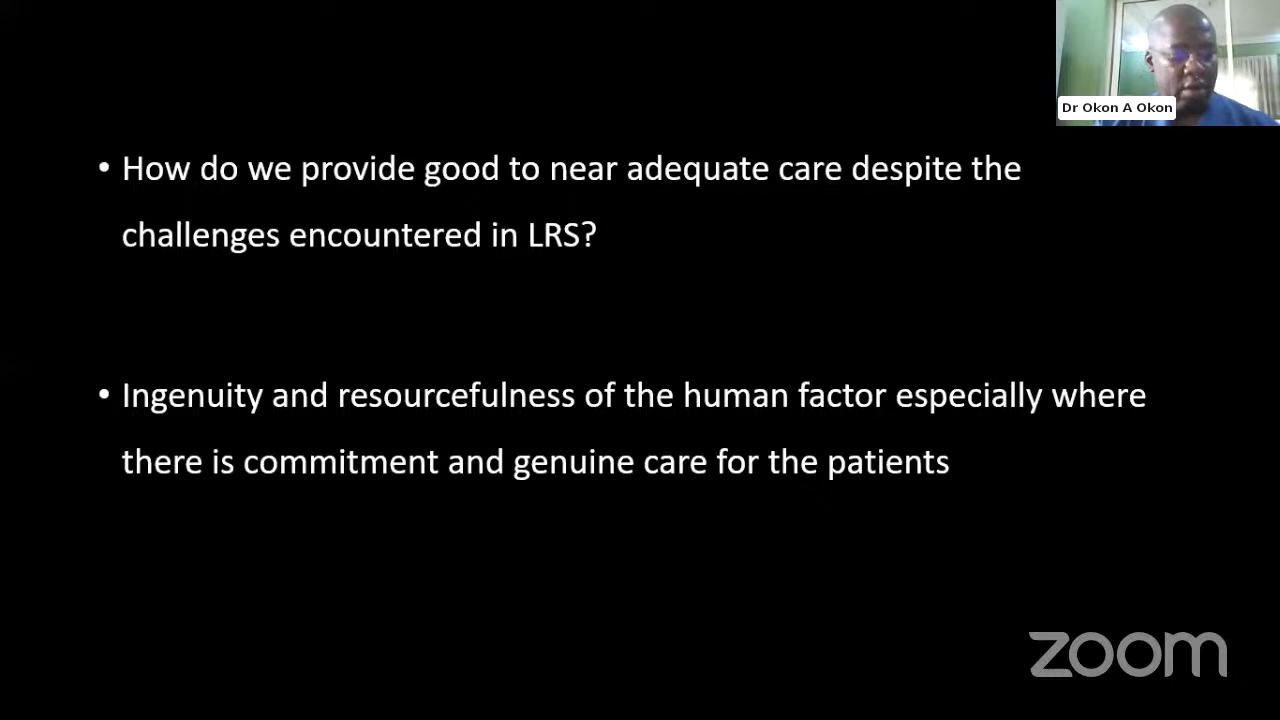 Dr Okon A Okon
• How do we provide good to near adequate care despite the
challenges encountered in LRS?
• Ingenuity and resourcefulness of the human factor especially where
there is commitment and genuine care for the patients
zoom